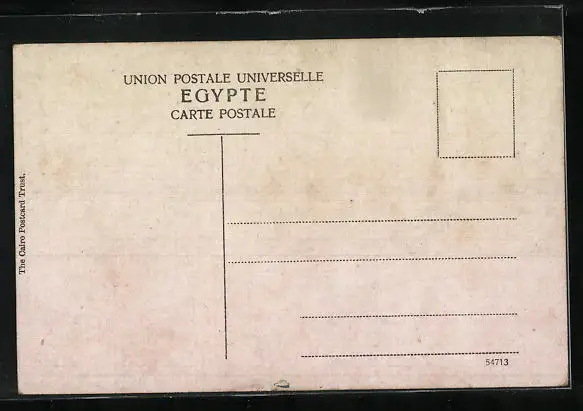 UNION POSTALE UNIVERSELLE
EGYPTE
CARTE POSTALE
The Cairo Postcard Trust.
54713